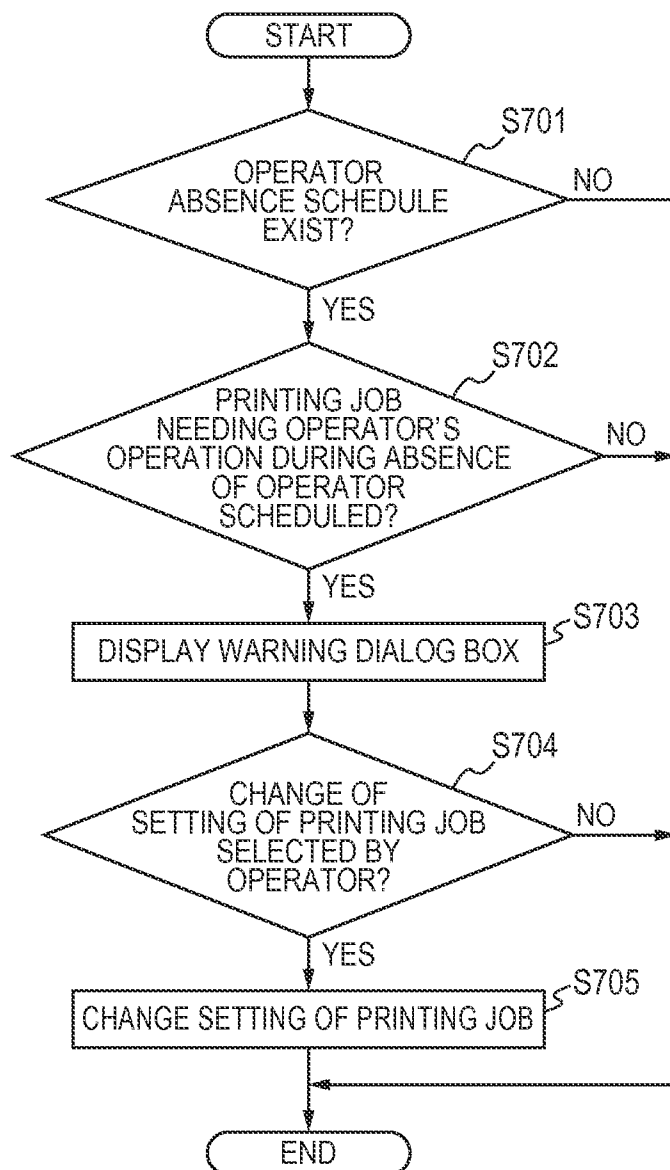 START
S701
OPERATOR
ABSENCE SCHEDULE
EXIST?
NO
YES
S702
PRINTING JOB
NEEDING OPERATOR'S
OPERATION DURING ABSENCE
OF OPERATOR
SCHEDULED?
NO
YES
S703
DISPLAY WARNING DIALOG BOX
S704
CHANGE OF
SETTING OF PRINTING JOB
SELECTED BY
OPERATOR?
NO
YES
S705
CHANGE SETTING OF PRINTING JOB
END